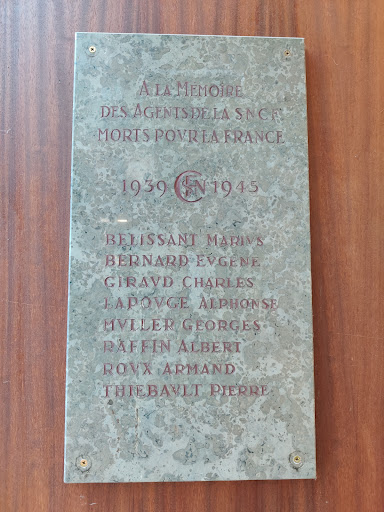 A LA MEMOIRE
DES AGENTS DE LA S.N.C.F.
MORTS POVR LA FRANCE
1939 SNCF 1945
BELISSANT MARIVS
BERNARD EVGENE
GIRAVD CHARLES
LAPOVGE ALPHONSE
MVLLER GEORGES
RAFFIN ALBERT
ROVX ARMAND
THIEBAVLT PIERRE